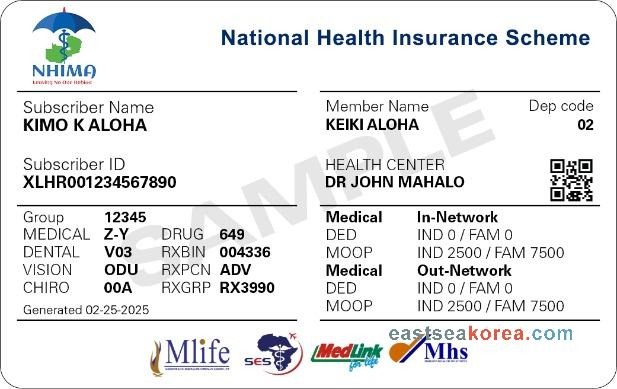 NHIMA
Leaving No One Behind
National Health Insurance Scheme
Subscriber Name
KIMO K ALOHA
Member Name Dep code
KEIKI ALOHA 02
Subscriber ID
XLHR001234567890
HEALTH CENTER
DR JOHN MAHALO
SAMPLE
Group 12345
MEDICAL Z-Y DRUG 649
DENTAL V03 RXBIN 004336
VISION ODU RXPCN ADV
CHIRO 00A RXGRP RX3990
Generated 02-25-2025
Medical In-Network
DED IND 0 / FAM 0
MOOP IND 2500 / FAM 7500
Medical Out-Network
DED IND 0 / FAM 0
MOOP IND 2500 / FAM 7500
eastseakorea.com
Mlife
SES
MedLink
for life
Mhs